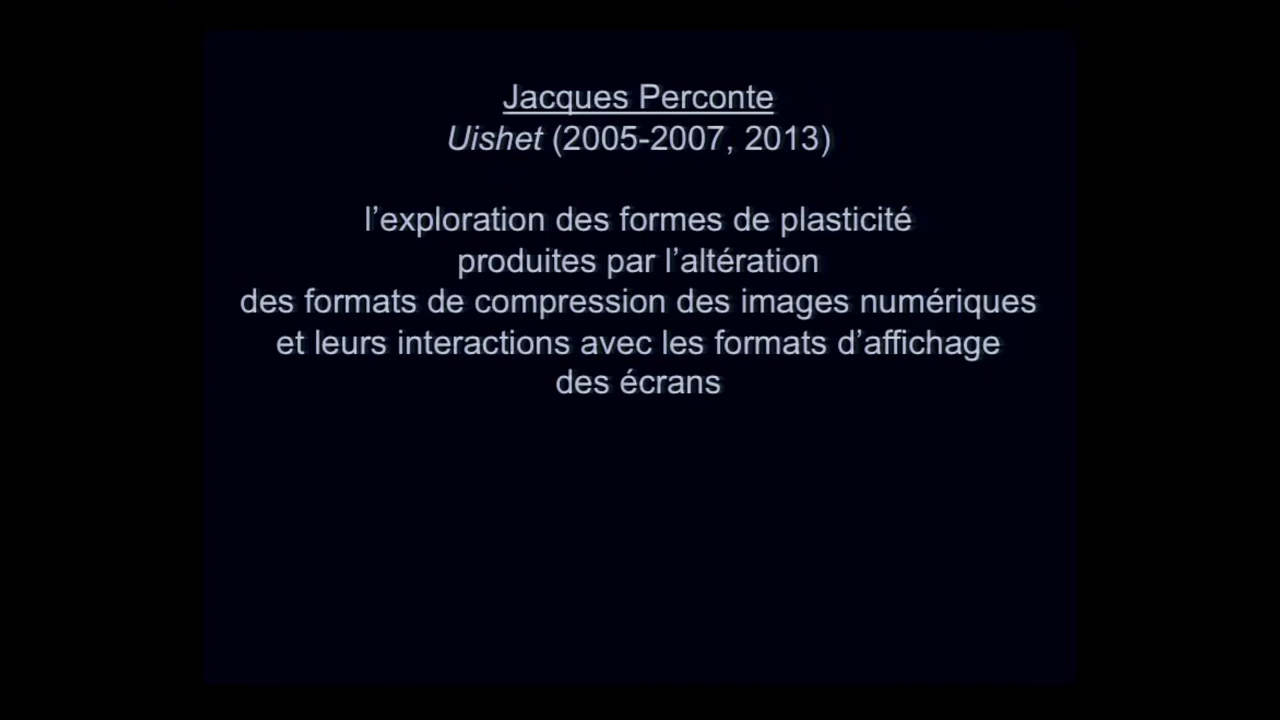 Jacques Perconte
Uishet (2005-2007, 2013)
l’exploration des formes de plasticité
produites par l’altération
des formats de compression des images numériques
et leurs interactions avec les formats d’affichage
des écrans